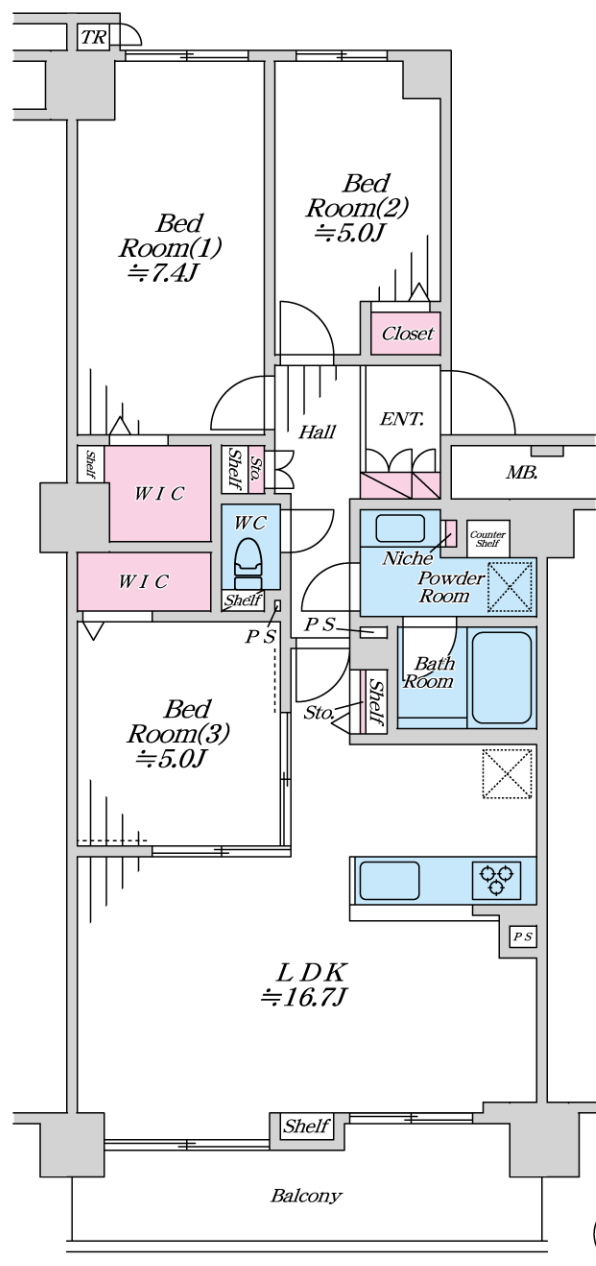 TR
Bed
Room(1)
≒7.4J
Bed
Room(2)
≒5.0J
Closet
Hall
ENT.
Shelf
WIC
Shelf
Sto.
MB.
WC
Niche
Counter
Shelf
Powder
Room
WIC
Shelf
PS
PS
Bath
Room
Bed
Room(3)
≒5.0J
Sto.
Shelf
PS
LDK
≒16.7J
Shelf
Balcony